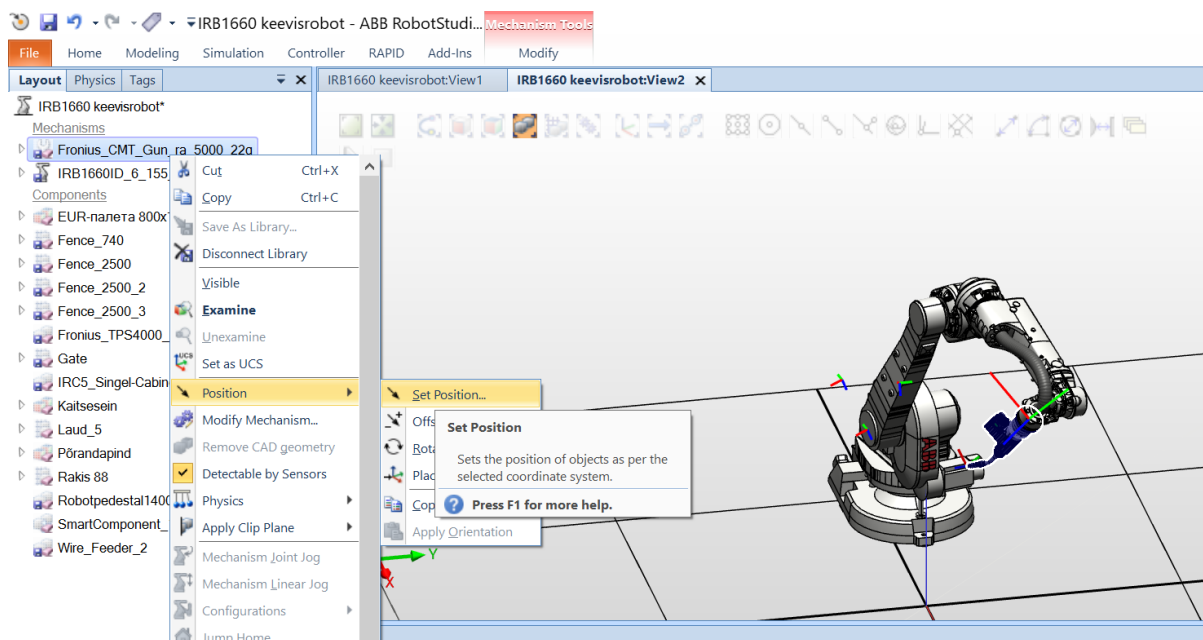 IRB1660 keevisrobot - ABB RobotStudi...
Mechanism Tools
File Home Modeling Simulation Controller RAPID Add-Ins Modify
Layout Physics Tags
IRB1660 keevisrobot:View1
IRB1660 keevisrobot:View2
IRB1660 keevisrobot*
Mechanisms
Fronius_CMT_Gun_ra_5000_22g
IRB1660ID_6_155_
Components
EUR-палета 800x
Fence_740
Fence_2500
Fence_2500_2
Fence_2500_3
Fronius_TPS4000_
Gate
IRC5_Singel-Cabin
Kaitsesein
Laud_5
Põrandapind
Rakis 88
Robotpedestal1400
SmartComponent_
Wire_Feeder_2
Cut Ctrl+X
Copy Ctrl+C
Save As Library...
Disconnect Library
Visible
Examine
Unexamine
UCS
Set as UCS
Position
Modify Mechanism...
Remove CAD geometry
Detectable by Sensors
Physics
Apply Clip Plane
Mechanism Joint Jog
Mechanism Linear Jog
Configurations
Jump Home
Set Position...
Offs
Rota
Plac
Cop
Apply Orientation
Set Position
Sets the position of objects as per the
selected coordinate system.
Press F1 for more help.
ABB
Y
X